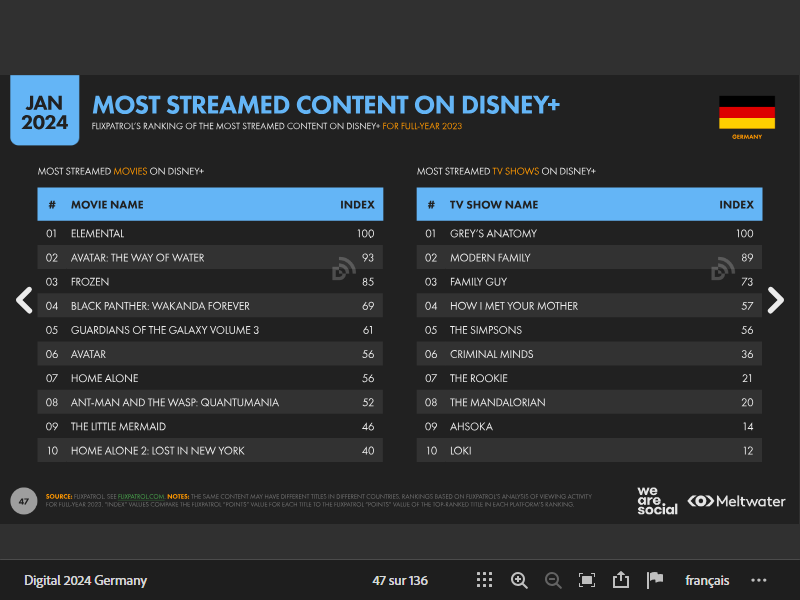 JAN
2024
MOST STREAMED CONTENT ON DISNEY+
FLIXPATROL'S RANKING OF THE MOST STREAMED CONTENT ON DISNEY+ FOR FULL-YEAR 2023
GERMANY
MOST STREAMED MOVIES ON DISNEY+
# MOVIE NAME INDEX
01 ELEMENTAL 100
02 AVATAR: THE WAY OF WATER 93
03 FROZEN 85
04 BLACK PANTHER: WAKANDA FOREVER 69
05 GUARDIANS OF THE GALAXY VOLUME 3 61
06 AVATAR 56
07 HOME ALONE 56
08 ANT-MAN AND THE WASP: QUANTUMANIA 52
09 THE LITTLE MERMAID 46
10 HOME ALONE 2: LOST IN NEW YORK 40
MOST STREAMED TV SHOWS ON DISNEY+
# TV SHOW NAME INDEX
01 GREY'S ANATOMY 100
02 MODERN FAMILY 89
03 FAMILY GUY 73
04 HOW I MET YOUR MOTHER 57
05 THE SIMPSONS 56
06 CRIMINAL MINDS 36
07 THE ROOKIE 21
08 THE MANDALORIAN 20
09 AHSOKA 14
10 LOKI 12
47
SOURCE: FLIXPATROL. SEE FLIXPATROL.COM. NOTES: THE SAME CONTENT MAY HAVE DIFFERENT TITLES IN DIFFERENT COUNTRIES. RANKINGS BASED ON FLIXPATROL'S ANALYSIS OF VIEWING ACTIVITY
FOR FULL-YEAR 2023. "INDEX" VALUES COMPARE THE FLIXPATROL "POINTS" VALUE FOR EACH TITLE TO THE FLIXPATROL "POINTS" VALUE OF THE TOP-RANKED TITLE IN EACH PLATFORM'S RANKING.
we
are
social
Meltwater
Digital 2024 Germany
47 sur 136
français